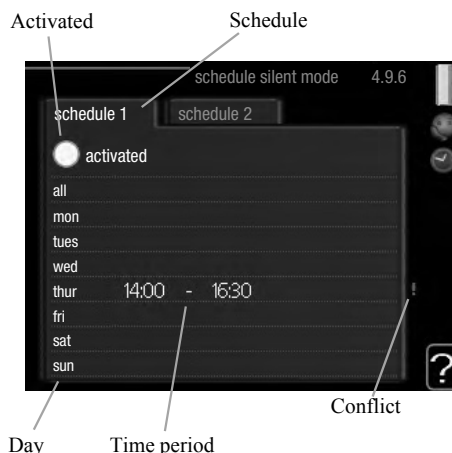 Activated
Schedule
schedule silent mode 4.9.6
schedule 1 schedule 2
activated
all
mon
tues
wed
thur 14:00 - 16:30 !
fri
sat
sun
?
Conflict
Day Time period